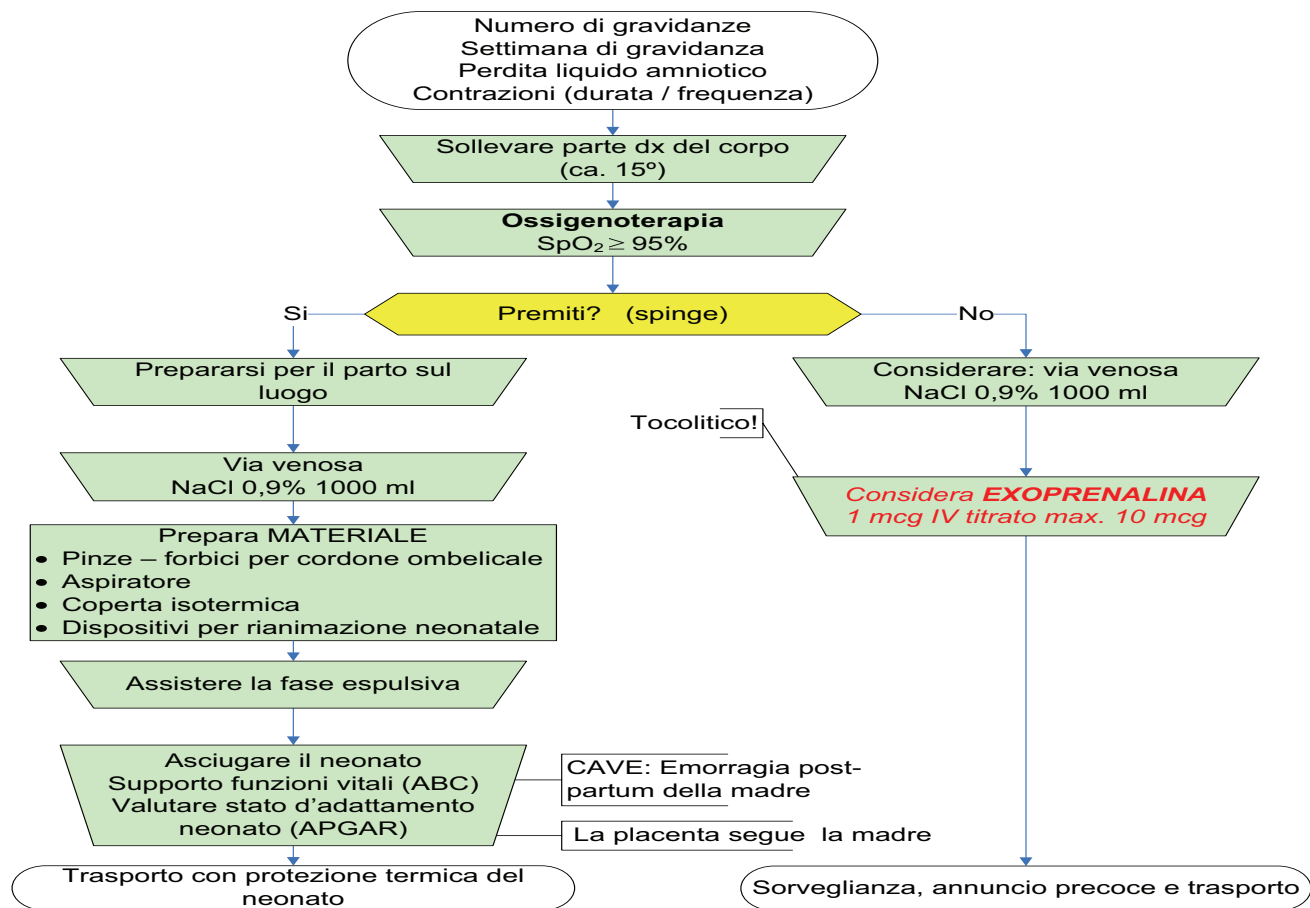 Numero di gravidanze
Settimana di gravidanza
Perdita liquido amniotico
Contrazioni (durata / frequenza)
Sollevare parte dx del corpo
(ca. 15º)
Ossigenoterapia
SpO₂ ≥ 95%
Premiti? (spinge)
Si
No
Prepararsi per il parto sul
luogo
Via venosa
NaCl 0,9% 1000 ml
Prepara MATERIALE
• Pinze – forbici per cordone ombelicale
• Aspiratore
• Coperta isotermica
• Dispositivi per rianimazione neonatale
Assistere la fase espulsiva
Asciugare il neonato
Supporto funzioni vitali (ABC)
Valutare stato d'adattamento
neonato (APGAR)
CAVE: Emorragia post-
partum della madre
La placenta segue la madre
Trasporto con protezione termica del
neonato
Considerare: via venosa
NaCl 0,9% 1000 ml
Tocolitico!
Considera EXOPRENALINA
1 mcg IV titrato max. 10 mcg
Sorveglianza, annuncio precoce e trasporto